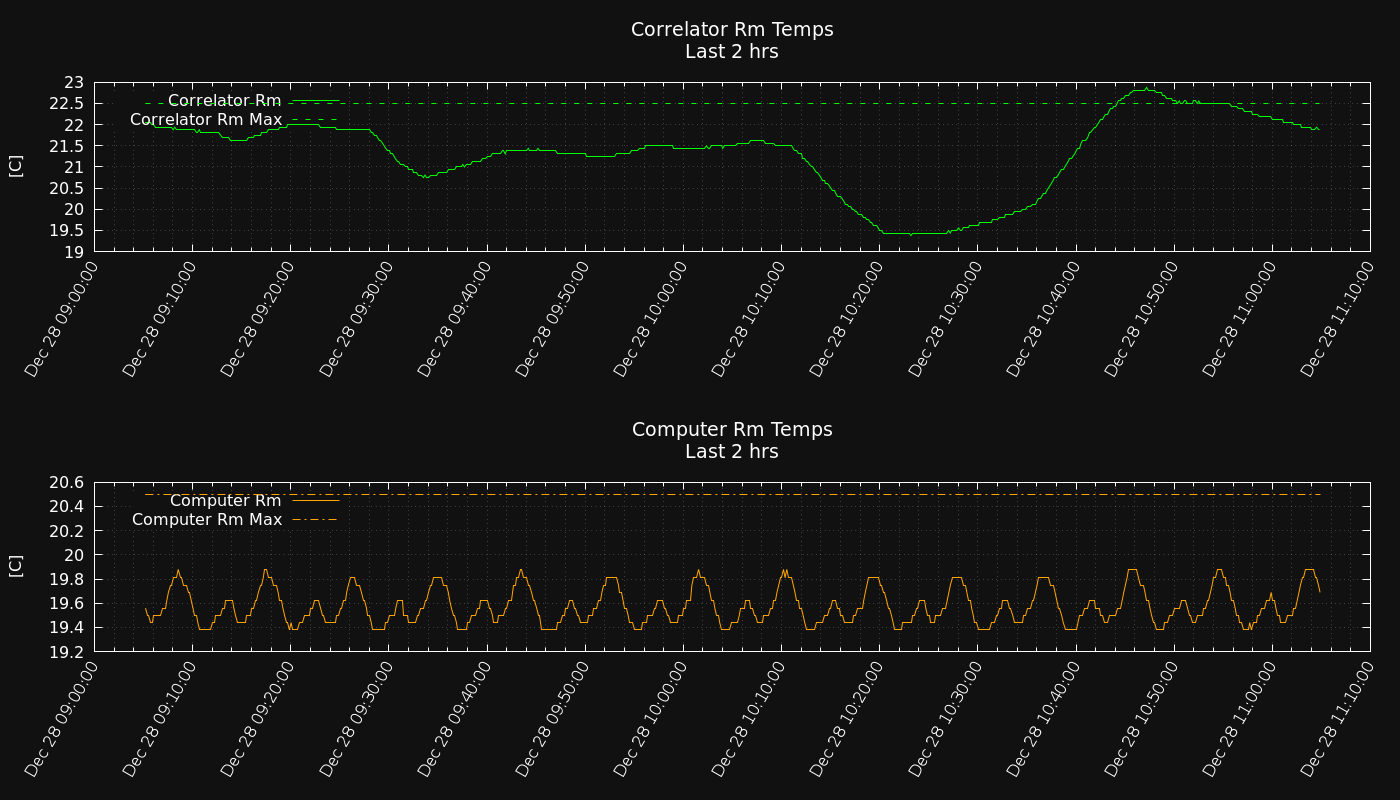 Correlator Rm Temps
Last 2 hrs
[C]
23
22.5
22
21.5
21
20.5
20
19.5
19
Correlator Rm
Correlator Rm Max
Dec 28 09:00:00
Dec 28 09:10:00
Dec 28 09:20:00
Dec 28 09:30:00
Dec 28 09:40:00
Dec 28 09:50:00
Dec 28 10:00:00
Dec 28 10:10:00
Dec 28 10:20:00
Dec 28 10:30:00
Dec 28 10:40:00
Dec 28 10:50:00
Dec 28 11:00:00
Dec 28 11:10:00
Computer Rm Temps
Last 2 hrs
[C]
20.6
20.4
20.2
20
19.8
19.6
19.4
19.2
Computer Rm
Computer Rm Max
Dec 28 09:00:00
Dec 28 09:10:00
Dec 28 09:20:00
Dec 28 09:30:00
Dec 28 09:40:00
Dec 28 09:50:00
Dec 28 10:00:00
Dec 28 10:10:00
Dec 28 10:20:00
Dec 28 10:30:00
Dec 28 10:40:00
Dec 28 10:50:00
Dec 28 11:00:00
Dec 28 11:10:00